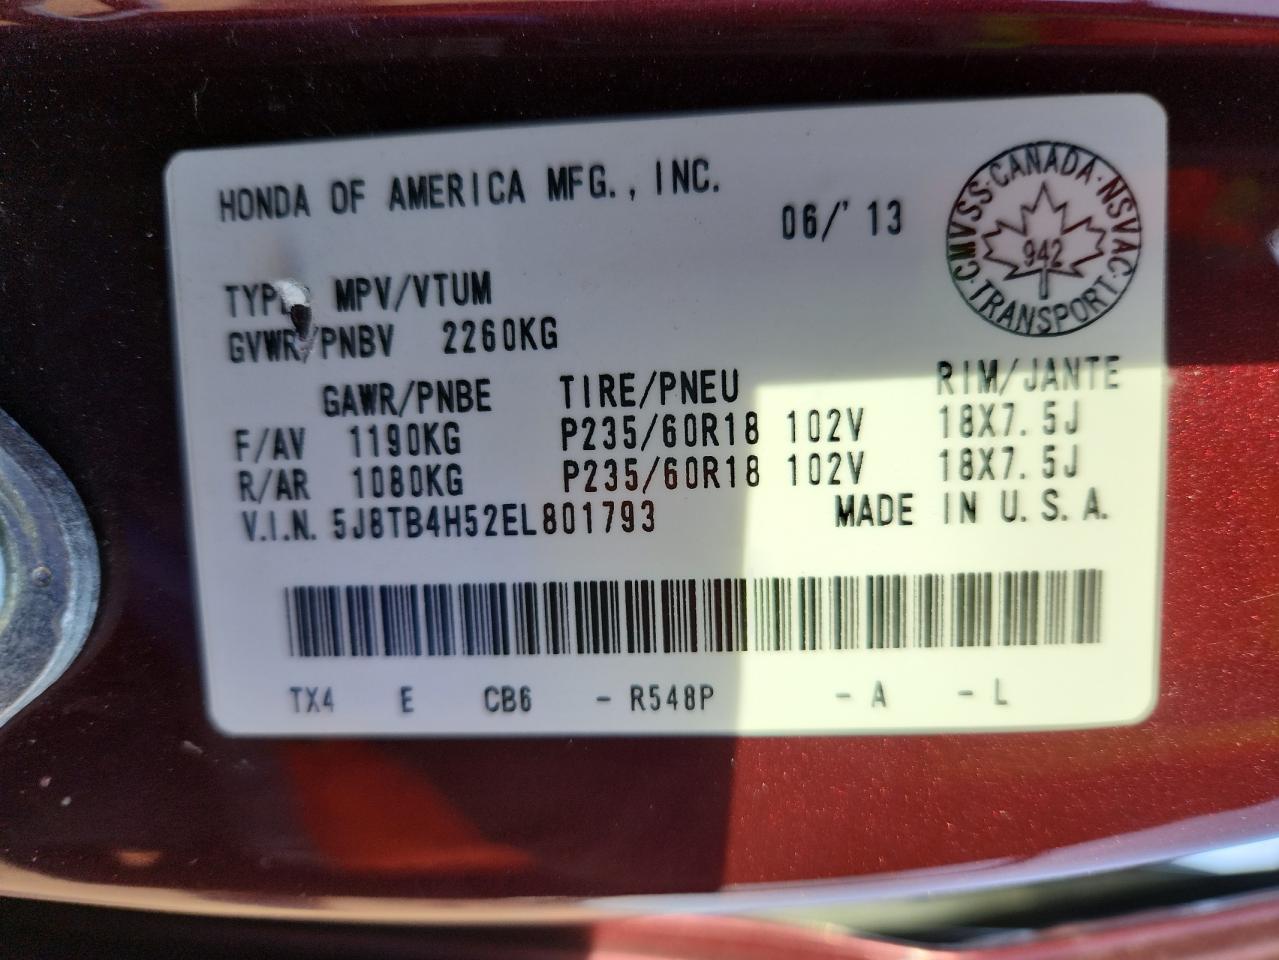 HONDA OF AMERICA MFG., INC.
06/'13
CMVSS·CANADA·NSVAC·TRANSPORT·
942
TYPE MPV/VTUM
GVWR/PNBV 2260KG
GAWR/PNBE TIRE/PNEU RIM/JANTE
F/AV 1190KG P235/60R18 102V 18X7.5J
R/AR 1080KG P235/60R18 102V 18X7.5J
V.I.N. 5J8TB4H52EL801793 MADE IN U.S.A.
TX4 E CB6 - R548P - A - L